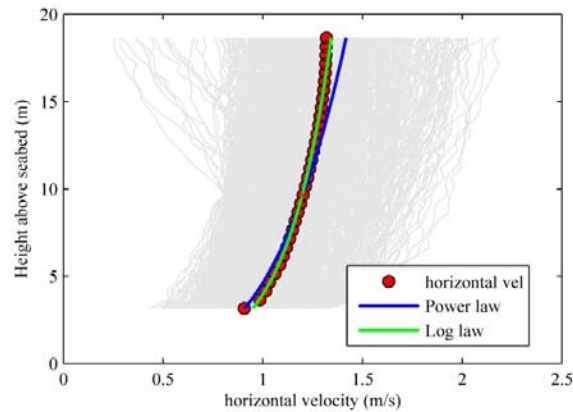 20
15
10
5
0
Height above seabed (m)
horizontal vel
Power law
Log law
0 0.5 1 1.5 2 2.5
horizontal velocity (m/s)